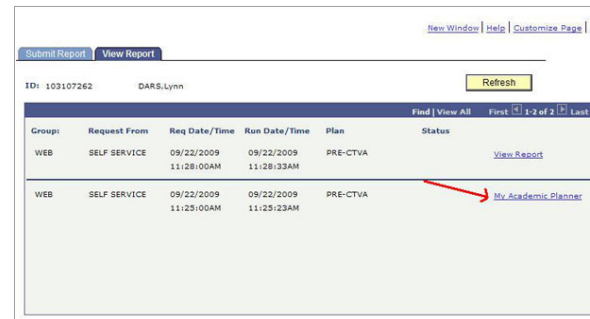 New Window | Help | Customize Page |
Submit Report View Report
ID: 103107262 DARS,Lynn Refresh
Find | View All First 1-2 of 2 Last
Group: Request From Req Date/Time Run Date/Time Plan Status
WEB SELF SERVICE 09/22/2009 09/22/2009 PRE-CTVA View Report
11:28:00AM 11:28:33AM
WEB SELF SERVICE 09/22/2009 09/22/2009 PRE-CTVA My Academic Planner
11:25:00AM 11:25:23AM